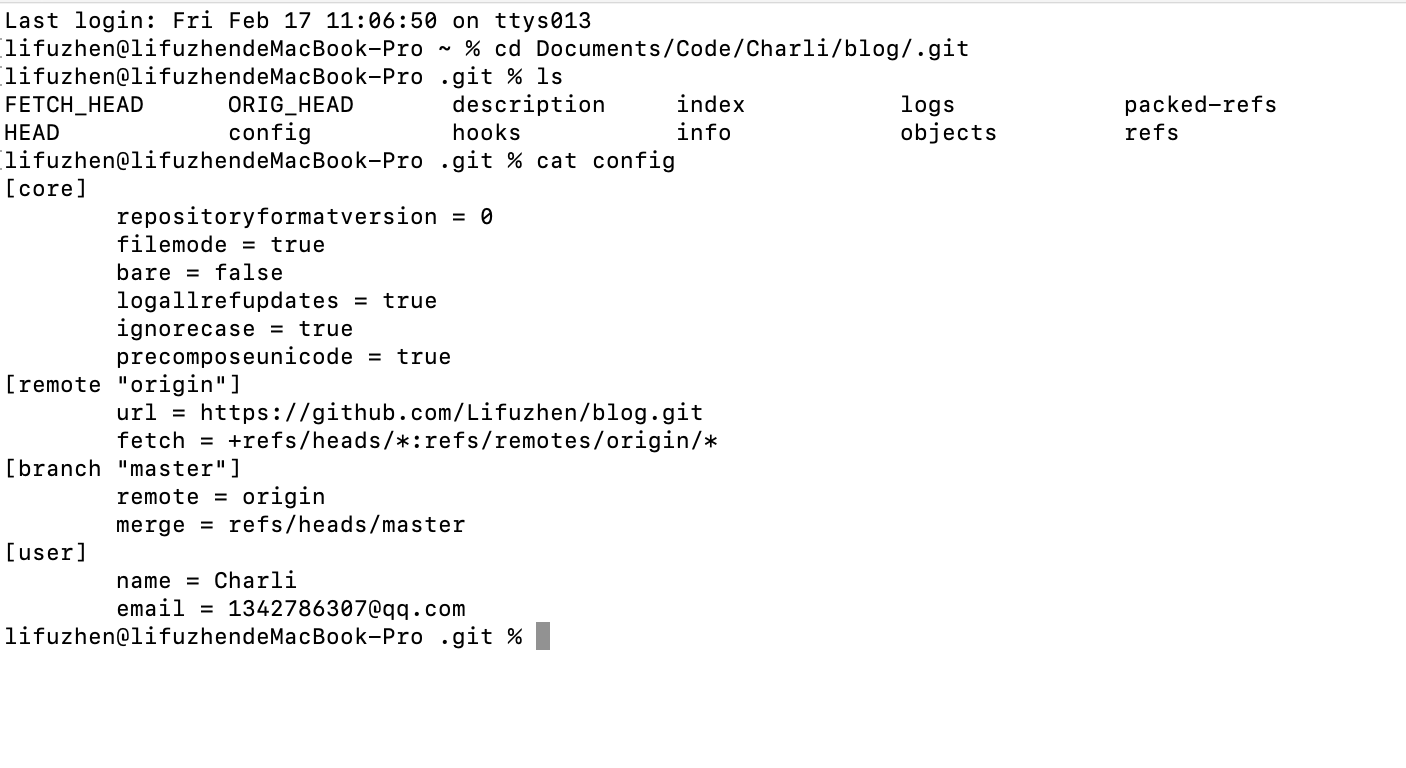 Last login: Fri Feb 17 11:06:50 on ttys013
lifuzhen@lifuzhendeMacBook-Pro ~ % cd Documents/Code/Charli/blog/.git
lifuzhen@lifuzhendeMacBook-Pro .git % ls
FETCH_HEAD      ORIG_HEAD       description     index           logs            packed-refs
HEAD            config          hooks           info            objects         refs
lifuzhen@lifuzhendeMacBook-Pro .git % cat config
[core]
        repositoryformatversion = 0
        filemode = true
        bare = false
        logallrefupdates = true
        ignorecase = true
        precomposeunicode = true
[remote "origin"]
        url = https://github.com/Lifuzhen/blog.git
        fetch = +refs/heads/*:refs/remotes/origin/*
[branch "master"]
        remote = origin
        merge = refs/heads/master
[user]
        name = Charli
        email = 1342786307@qq.com
lifuzhen@lifuzhendeMacBook-Pro .git %